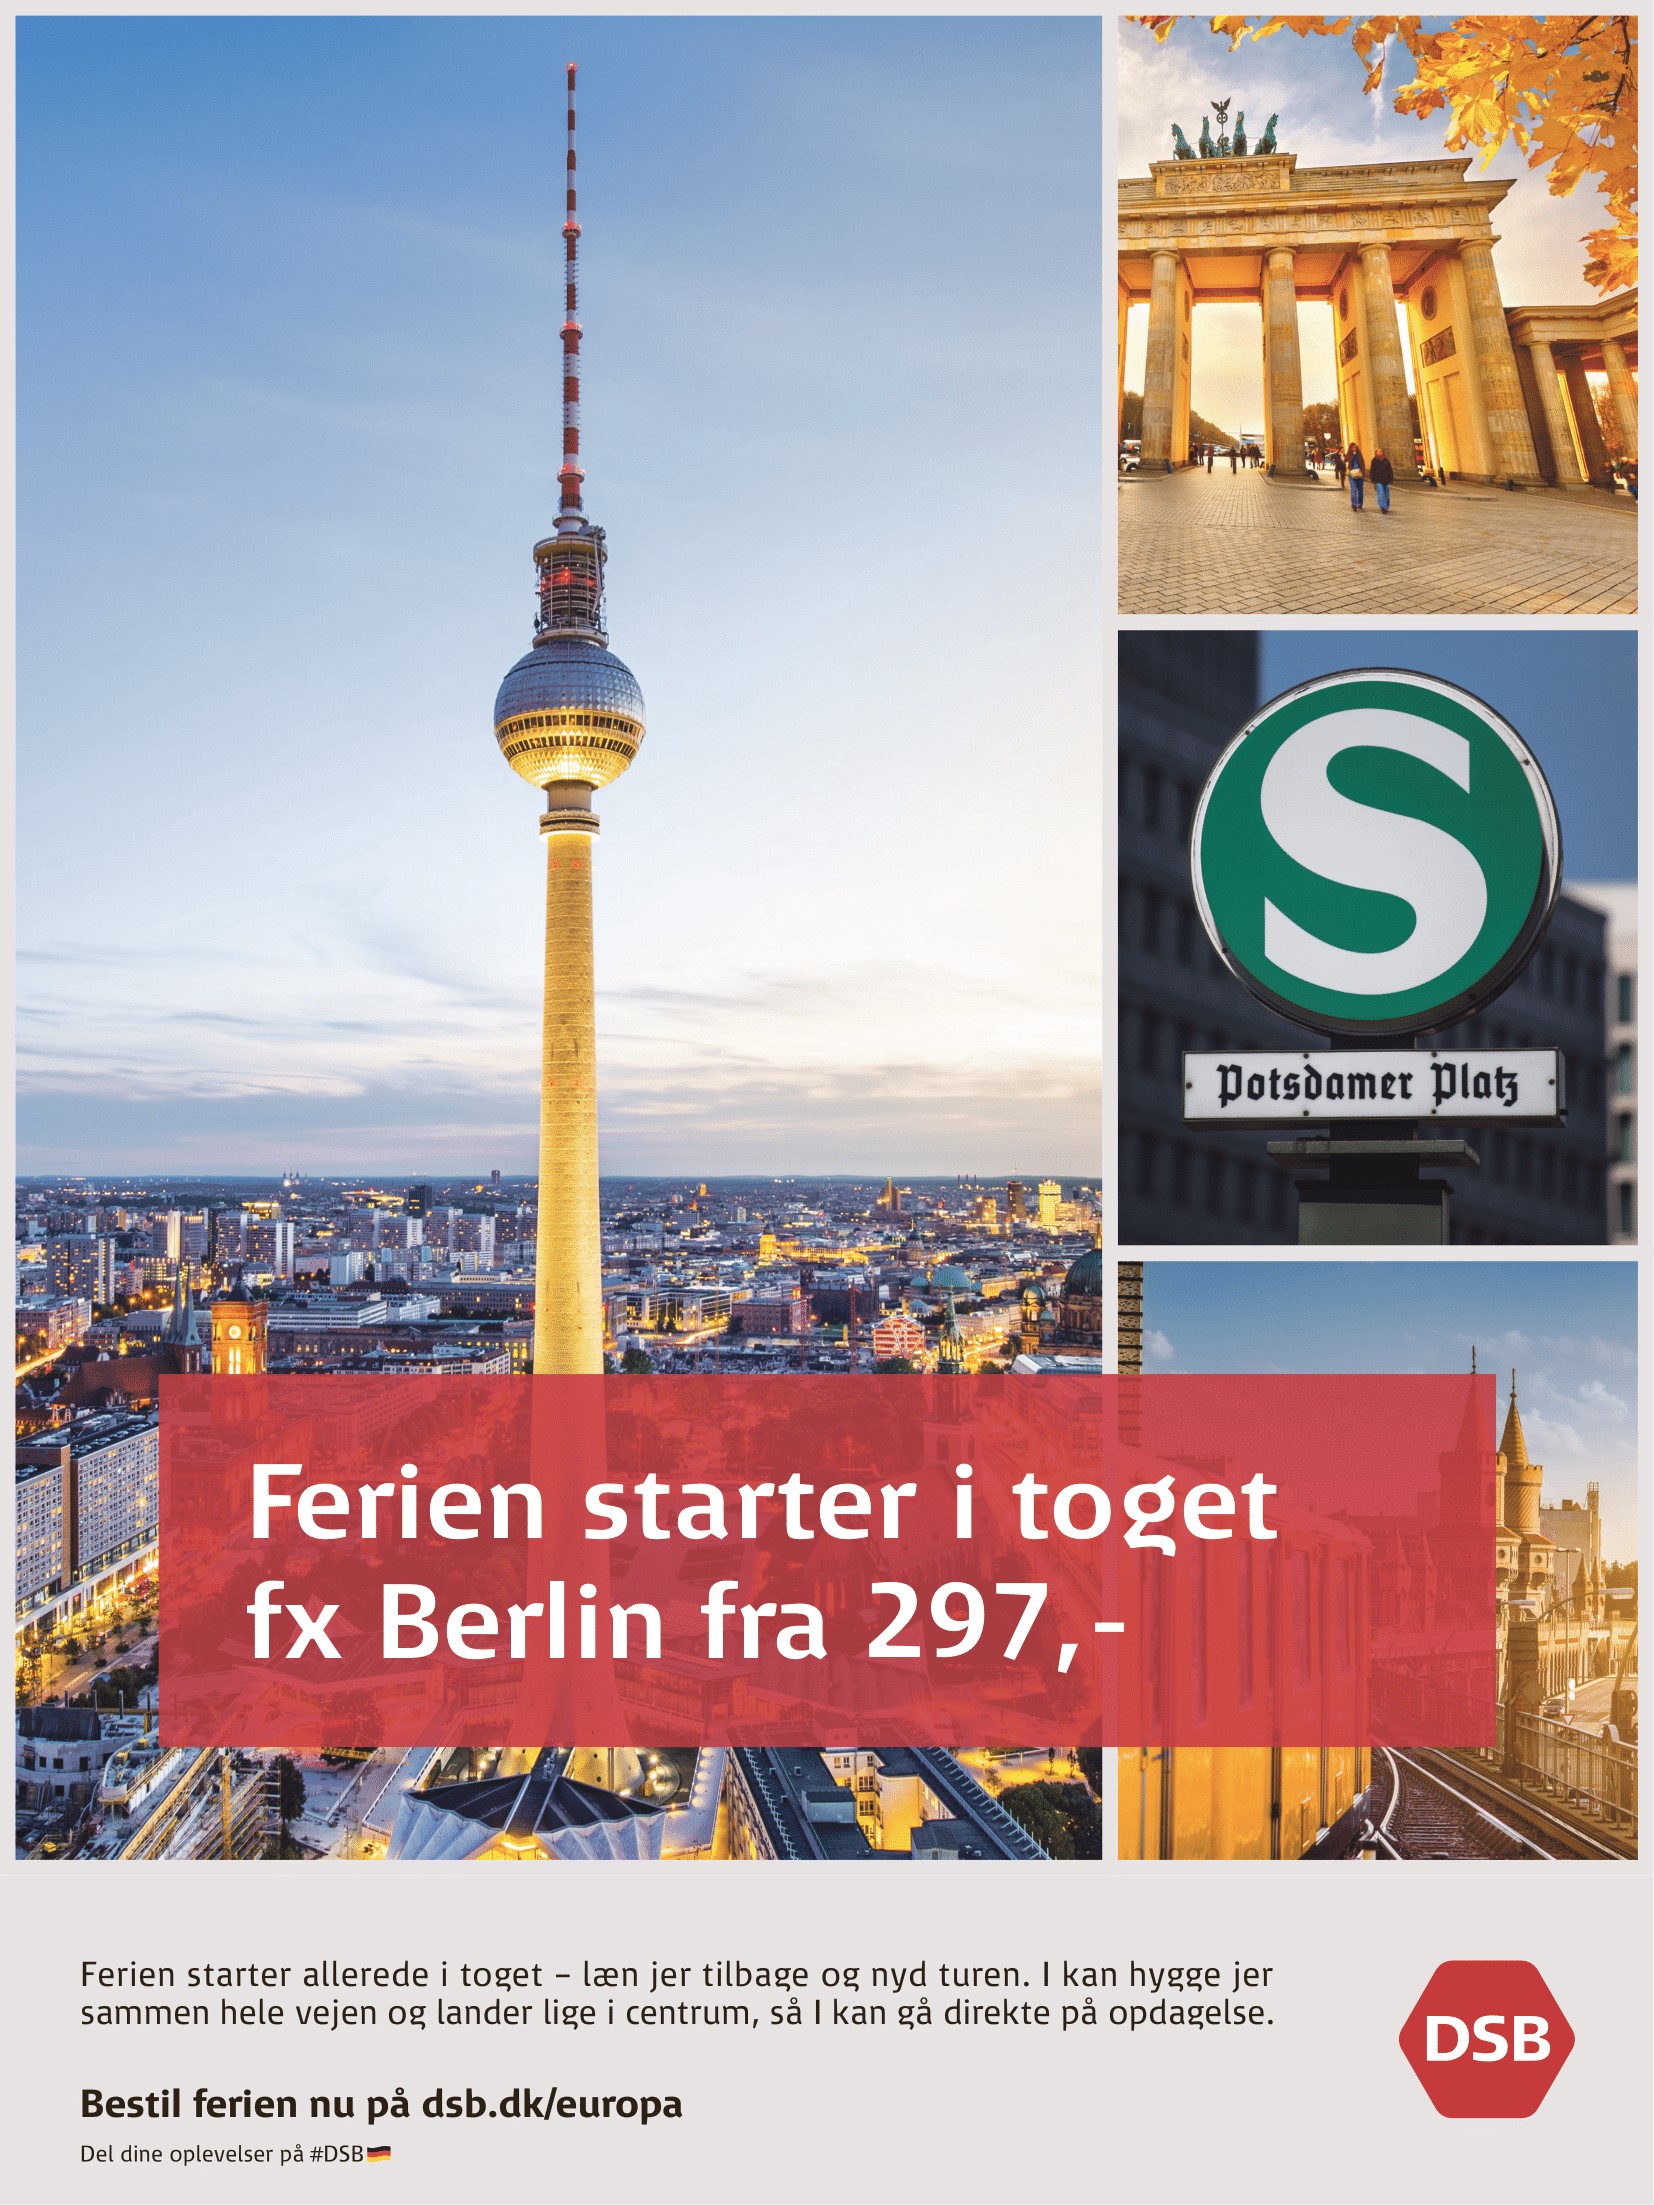 S
Potsdamer Platz
Ferien starter i toget
fx Berlin fra 297,-
Ferien starter allerede i toget – læn jer tilbage og nyd turen. I kan hygge jer
sammen hele vejen og lander lige i centrum, så I kan gå direkte på opdagelse.
DSB
Bestil ferien nu på dsb.dk/europa
Del dine oplevelser på #DSB🇩🇪